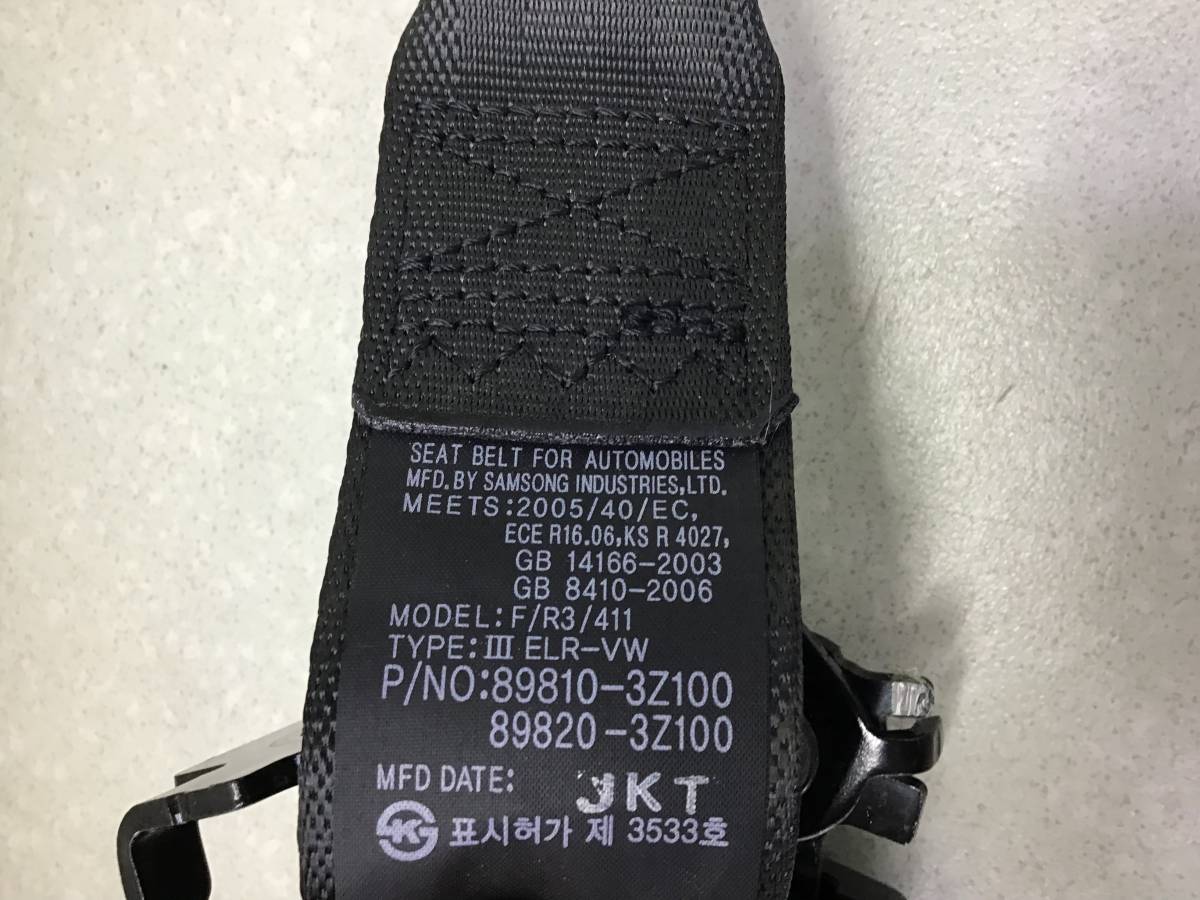 SEAT BELT FOR AUTOMOBILES
MFD.BY SAMSONG INDUSTRIES,LTD.
MEETS:2005/40/EC,
ECE R16.06,KS R 4027,
GB 14166-2003
GB 8410-2006
MODEL:F/R3/411
TYPE:Ⅲ ELR-VW
P/NO:89810-3Z100
89820-3Z100
MFD DATE: JKT
표시허가 제 3533호